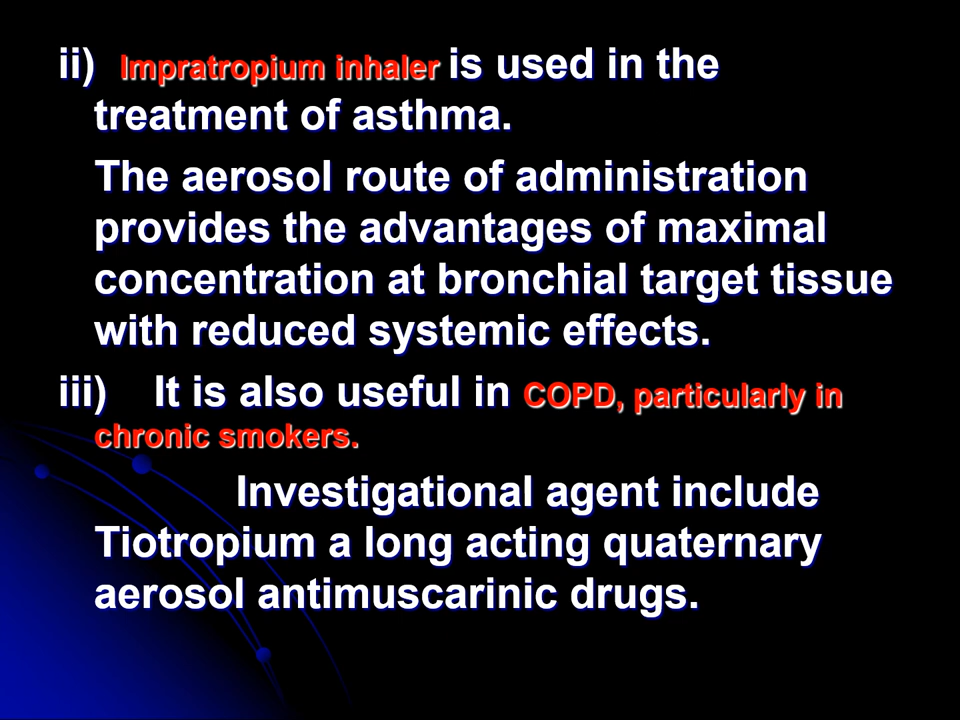 ii) Impratropium inhaler is used in the
treatment of asthma.
The aerosol route of administration
provides the advantages of maximal
concentration at bronchial target tissue
with reduced systemic effects.
iii) It is also useful in COPD, particularly in
chronic smokers.
Investigational agent include
Tiotropium a long acting quaternary
aerosol antimuscarinic drugs.